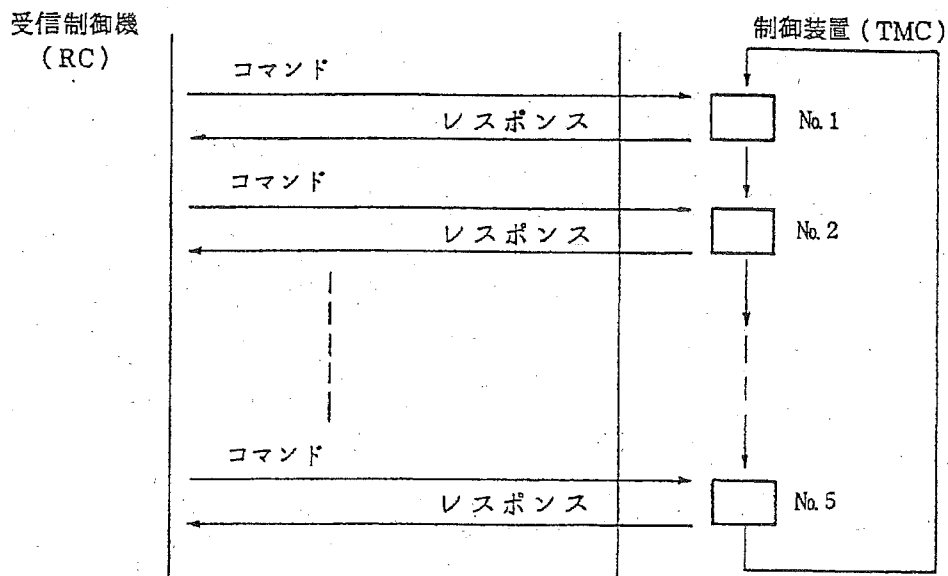 受信制御機
(RC)
制御装置(TMC)
コマンド
レスポンス
No.1
コマンド
レスポンス
No.2
コマンド
レスポンス
No.5